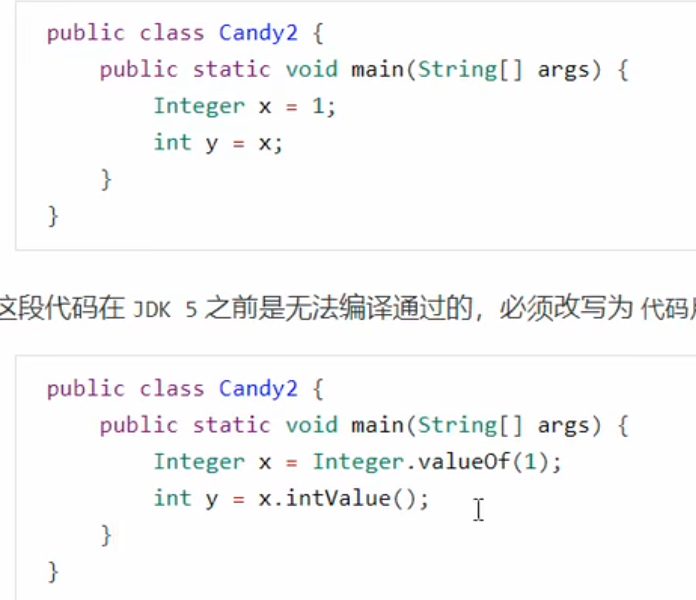 public class Candy2 {
public static void main(String[] args) {
Integer x = 1;
int y = x;
}
}
这段代码在 JDK 5 之前是无法编译通过的，必须改写为 代码
public class Candy2 {
public static void main(String[] args) {
Integer x = Integer.valueOf(1);
int y = x.intValue();
}
}